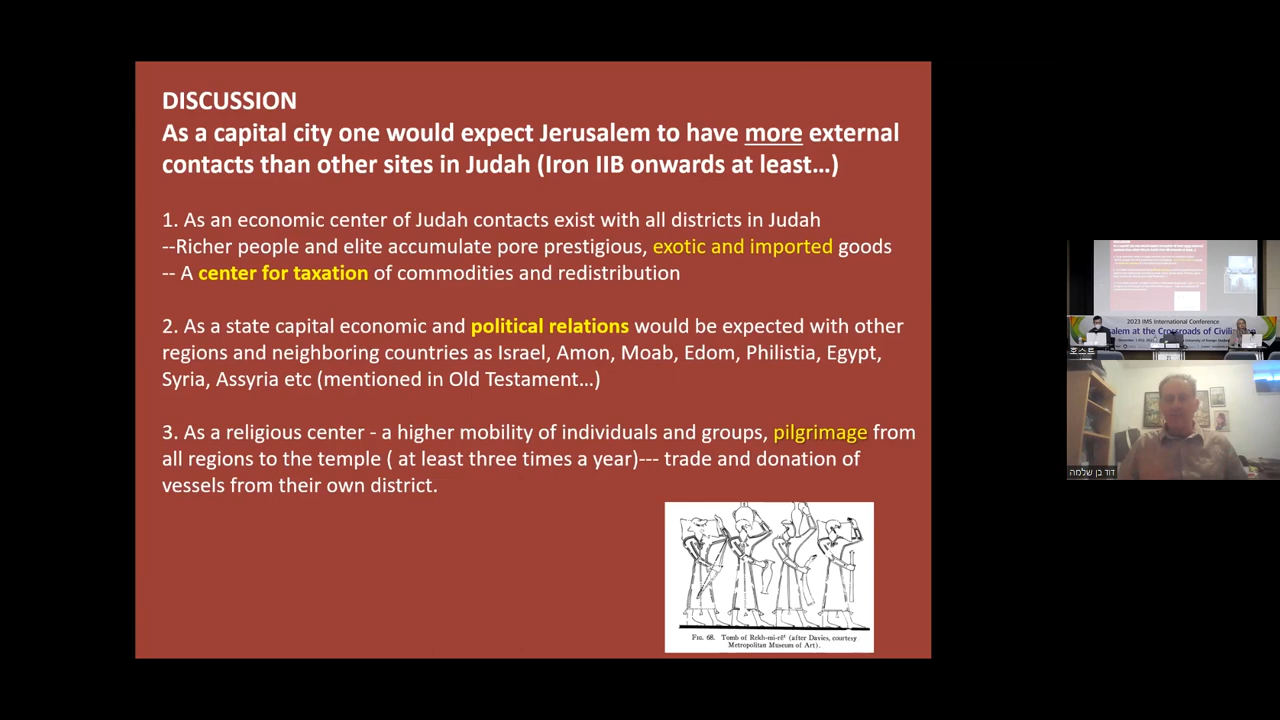 DISCUSSION
As a capital city one would expect Jerusalem to have more external
contacts than other sites in Judah (Iron IIB onwards at least…)
1. As an economic center of Judah contacts exist with all districts in Judah
--Richer people and elite accumulate pore prestigious, exotic and imported goods
-- A center for taxation of commodities and redistribution
2. As a state capital economic and political relations would be expected with other
regions and neighboring countries as Israel, Amon, Moab, Edom, Philistia, Egypt,
Syria, Assyria etc (mentioned in Old Testament…)
3. As a religious center - a higher mobility of individuals and groups, pilgrimage from
all regions to the temple ( at least three times a year)--- trade and donation of
vessels from their own district.
FIG. 68. Tomb of Rekh-mi-rēʿ (after Davies, courtesy
Metropolitan Museum of Art).
2023 IMS International Conference
salem at the Crossroads of Civiliz
호스트
דוד בן שלמה